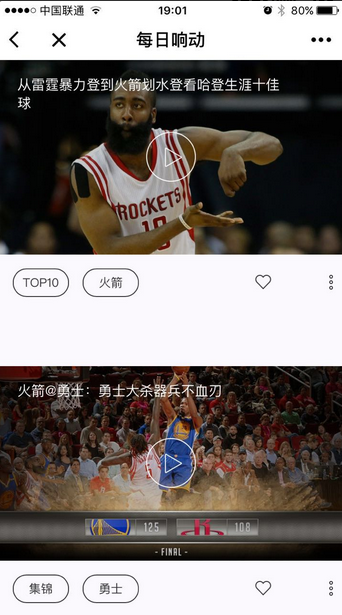 中国联通
19:01
80%
每日响动
从雷霆暴力登到火箭划水登看哈登生涯十佳
球
ROCKETS
13
TOP10
火箭
火箭@勇士：勇士大杀器兵不血刃
125
108
- FINAL -
集锦
勇士